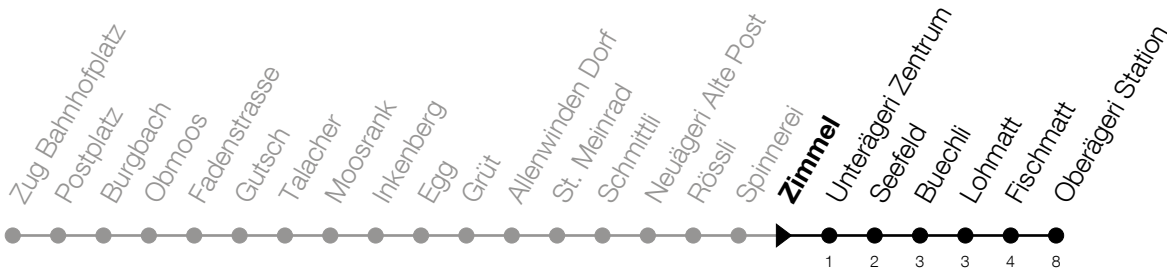 Zug Bahnhofplatz
Postplatz
Burgbach
Obmoos
Fadenstrasse
Gutsch
Talacher
Moosrank
Inkenberg
Egg
Grüt
Allenwinden Dorf
St. Meinrad
Schmittli
Neuägeri Alte Post
Rössli
Spinnerei
Zimmel
Unterägeri Zentrum
Seefeld
Buechli
Lohmatt
Fischmatt
Oberägeri Station
1 2 3 3 4 8